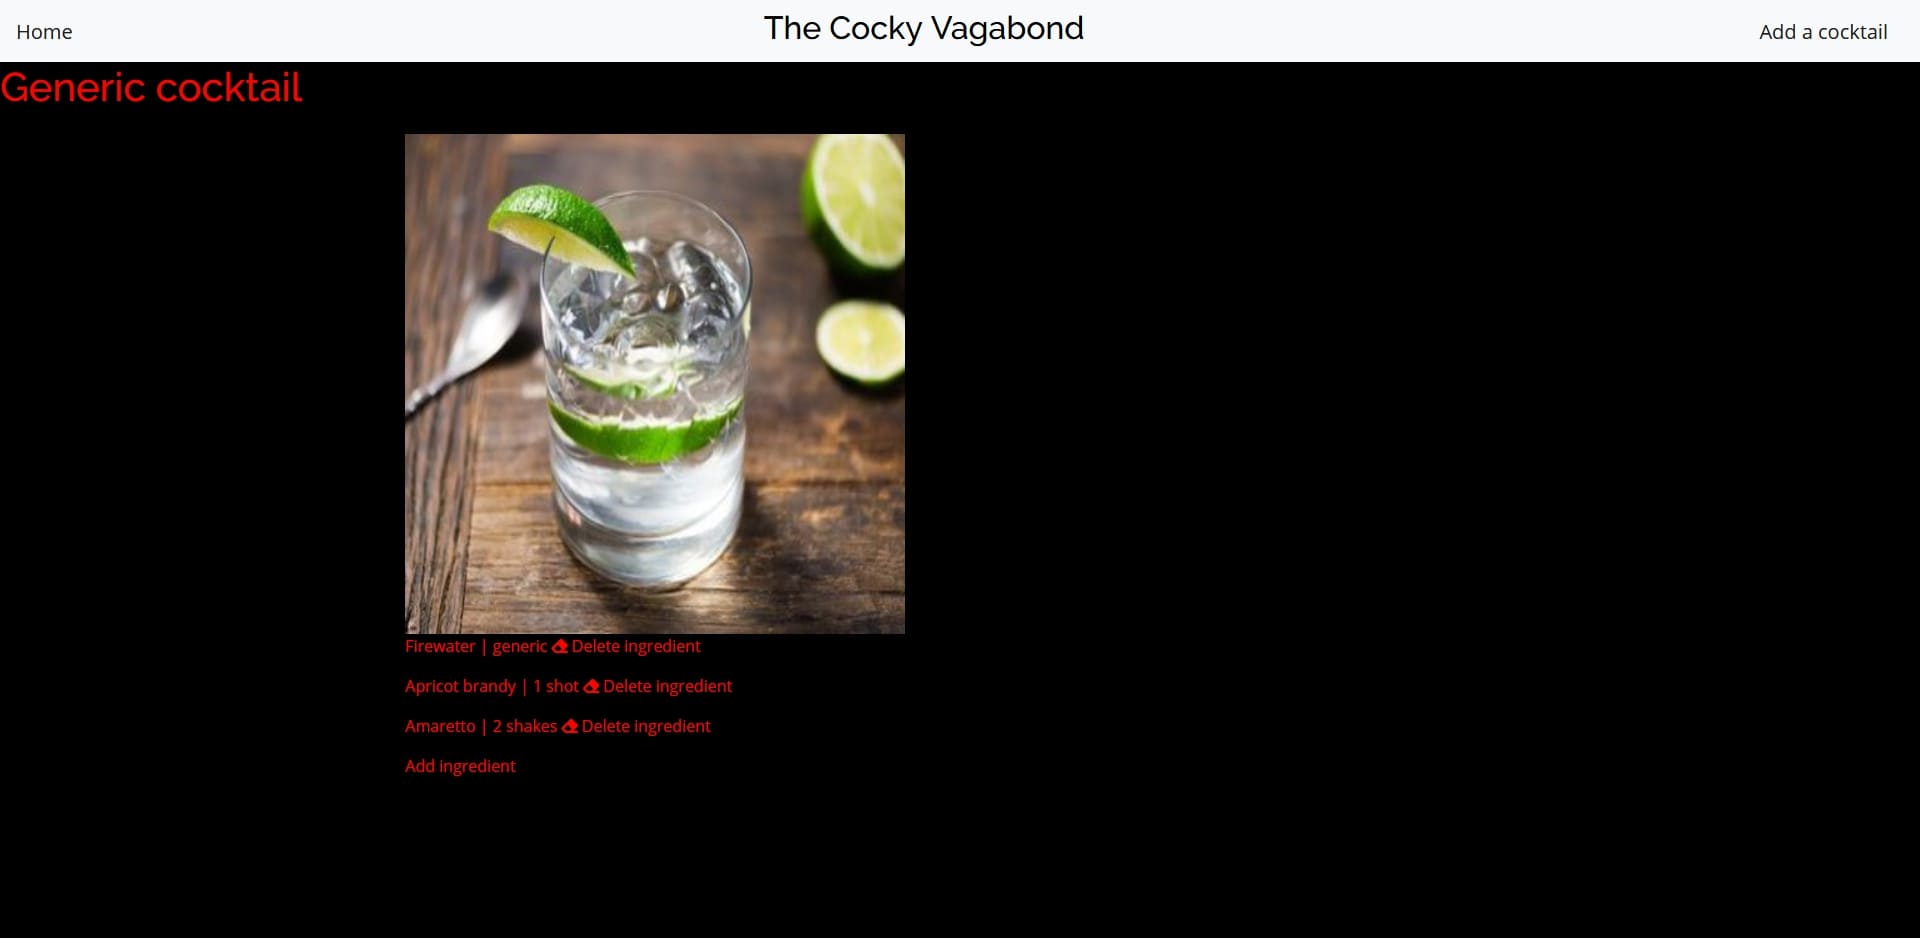 Home
The Cocky Vagabond
Add a cocktail
Generic cocktail
Firewater | generic Delete ingredient
Apricot brandy | 1 shot Delete ingredient
Amaretto | 2 shakes Delete ingredient
Add ingredient